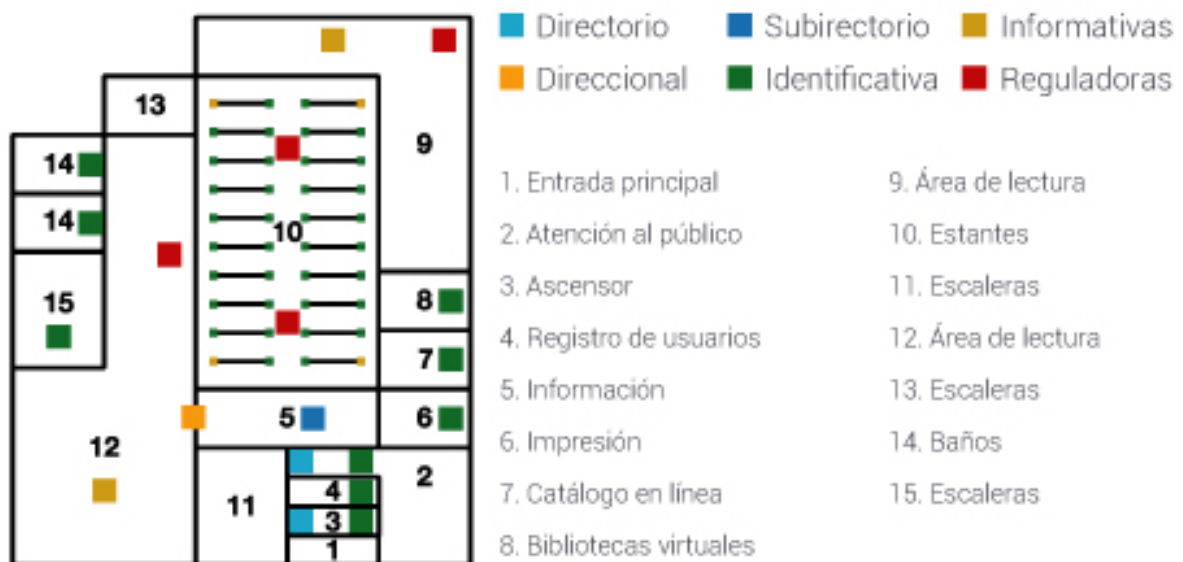 Directorio
Subirectorio
Informativas
Direccional
Identificativa
Reguladoras
13
9
14
14
10
15
8
7
5
6
12
2
11
4
3
1
1. Entrada principal
2. Atención al público
3. Ascensor
4. Registro de usuarios
5. Información
6. Impresión
7. Catálogo en línea
8. Bibliotecas virtuales
9. Área de lectura
10. Estantes
11. Escaleras
12. Área de lectura
13. Escaleras
14. Baños
15. Escaleras